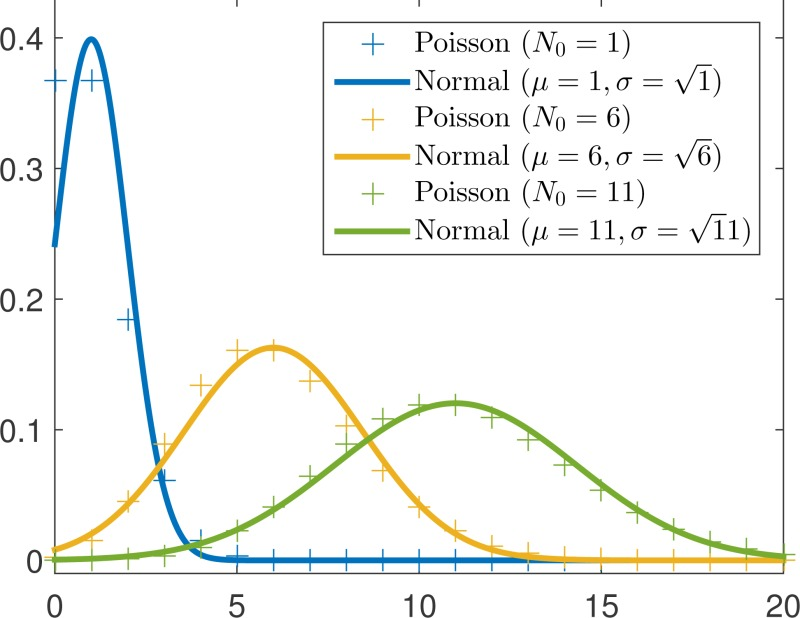 0.4
0.3
0.2
0.1
0
0 5 10 15 20
Poisson (N₀ = 1)
Normal (μ = 1, σ = √1)
Poisson (N₀ = 6)
Normal (μ = 6, σ = √6)
Poisson (N₀ = 11)
Normal (μ = 11, σ = √11)